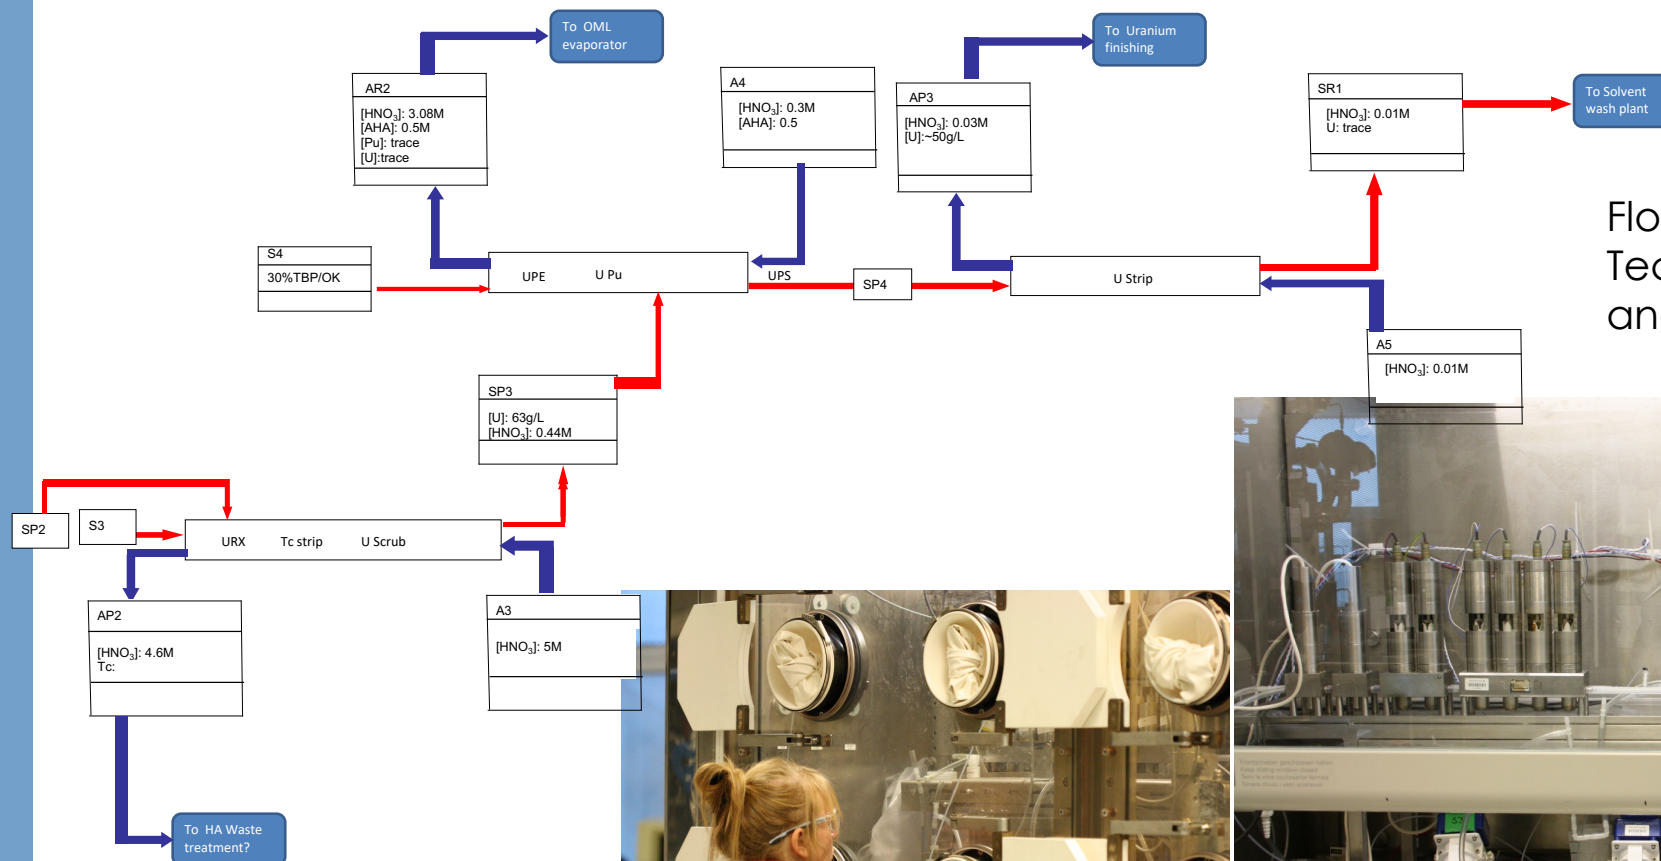 To OML
evaporator
To Uranium
finishing
AR2
[HNO₃]: 3.08M
[AHA]: 0.5M
[Pu]: trace
[U]:trace
A4
[HNO₃]: 0.3M
[AHA]: 0.5
AP3
[HNO₃]: 0.03M
[U]:~50g/L
SR1
[HNO₃]: 0.01M
U: trace
To Solvent
wash plant
S4
30%TBP/OK
UPE
U Pu
UPS
SP4
U Strip
Flo
Tec
an
A5
[HNO₃]: 0.01M
SP3
[U]: 63g/L
[HNO₃]: 0.44M
SP2
S3
URX
Tc strip
U Scrub
AP2
[HNO₃]: 4.6M
Tc:
A3
[HNO₃]: 5M
To HA Waste
treatment?